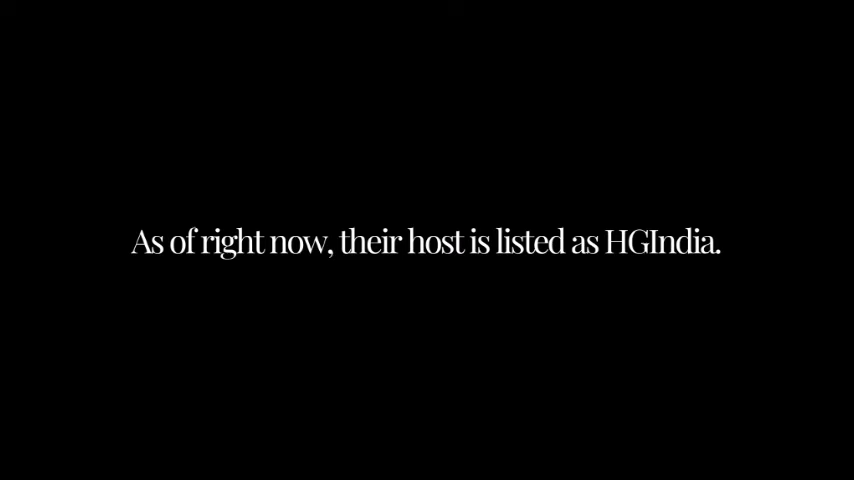 As of right now, their host is listed as HGIndia.